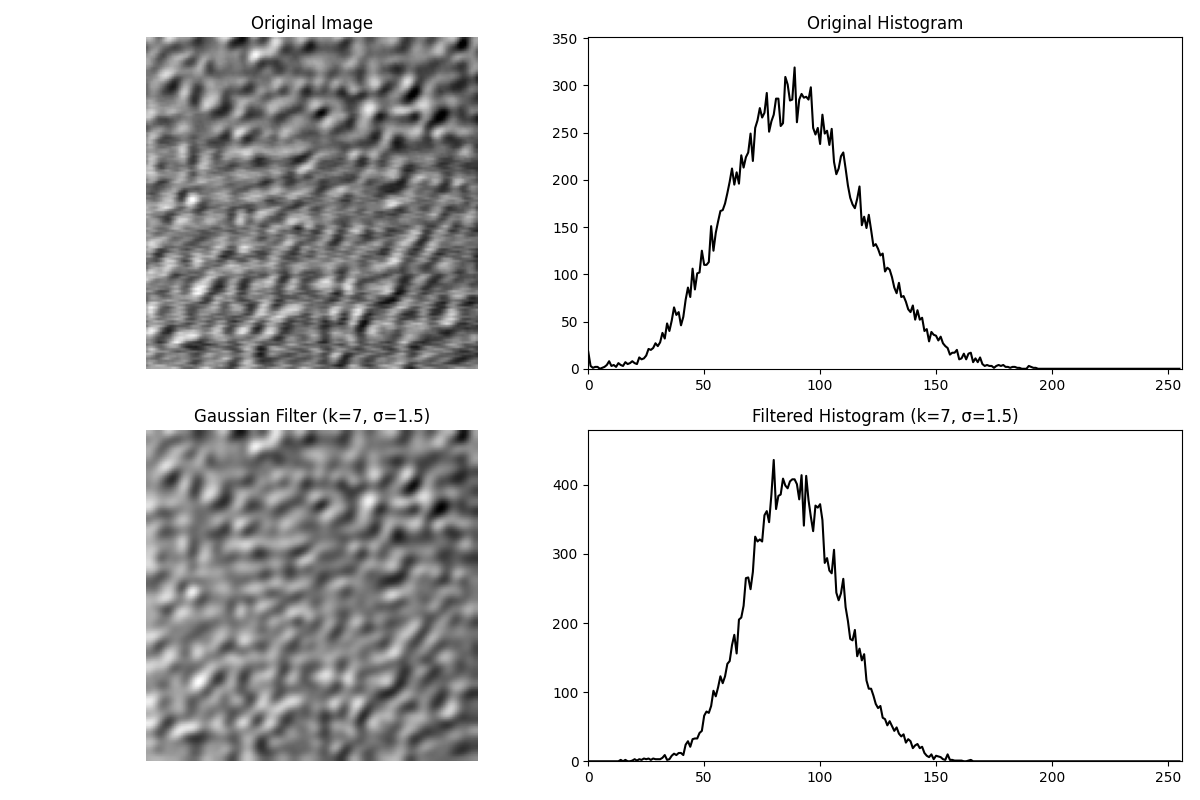 Original Image
Original Histogram
350
300
250
200
150
100
50
0
0 50 100 150 200 250
Gaussian Filter (k=7, σ=1.5)
Filtered Histogram (k=7, σ=1.5)
400
300
200
100
0
0 50 100 150 200 250